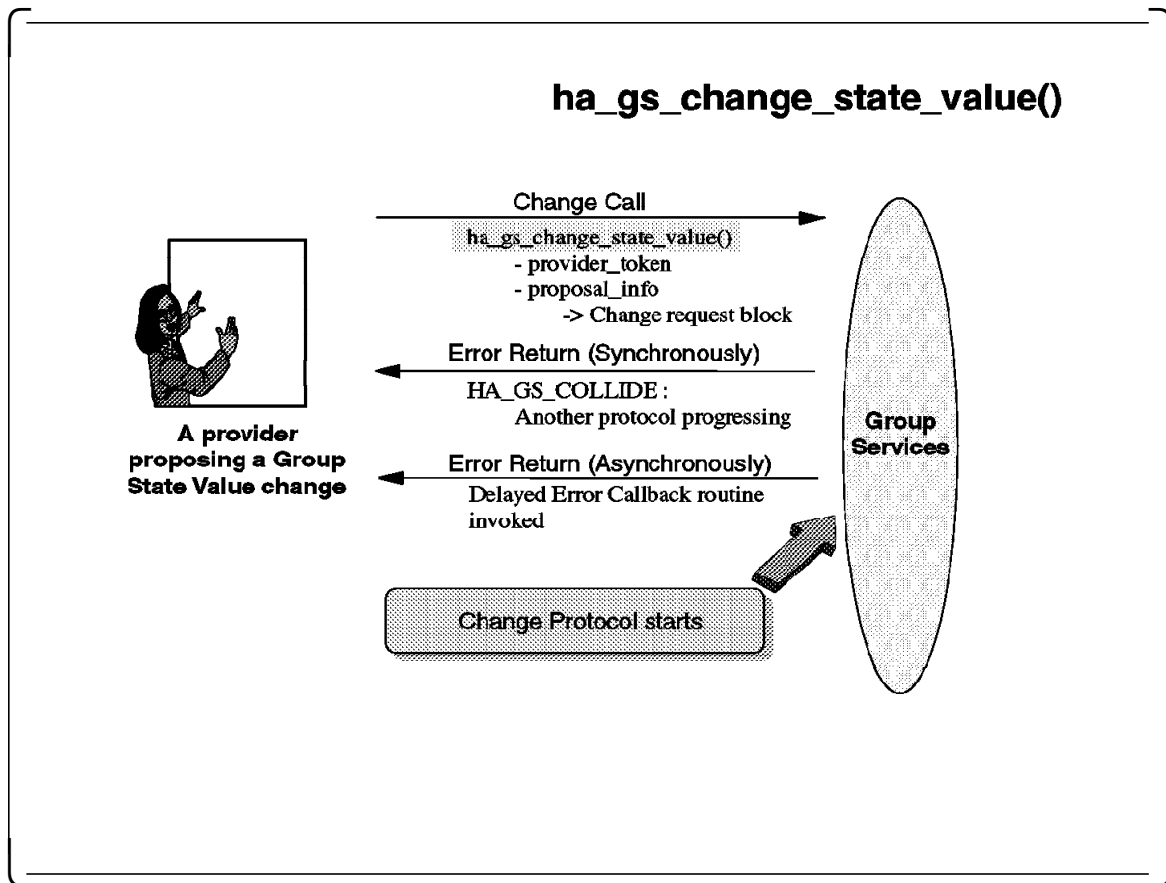 ha_gs_change_state_value()
Change Call
ha_gs_change_state_value()
- provider_token
- proposal_info
-> Change request block
Error Return (Synchronously)
HA_GS_COLLIDE :
Another protocol progressing
A provider
proposing a Group
State Value change
Error Return (Asynchronously)
Delayed Error Callback routine
invoked
Group
Services
Change Protocol starts